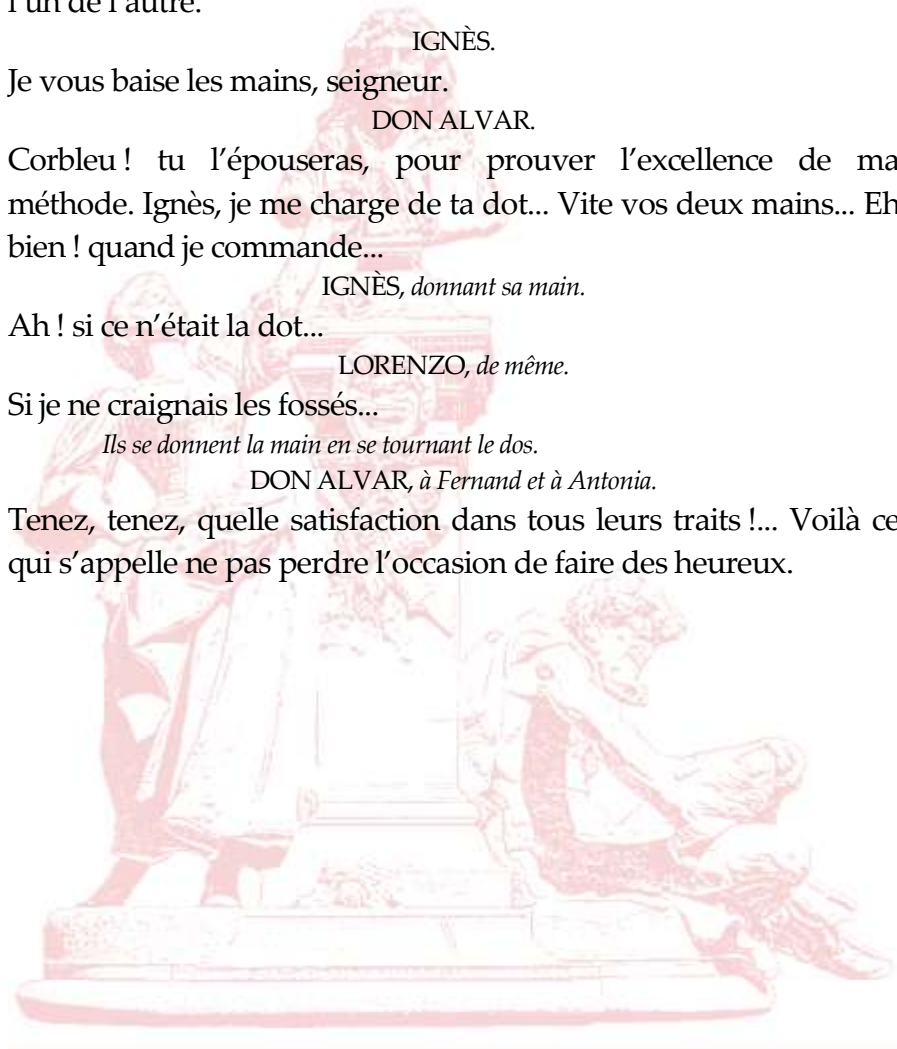 l'un de l'autre.
IGNÈS.
Je vous baise les mains, seigneur.
DON ALVAR.
Corbleu ! tu l'épouseras, pour prouver l'excellence de ma
méthode. Ignès, je me charge de ta dot... Vite vos deux mains... Eh
bien ! quand je commande...
IGNÈS, donnant sa main.
Ah ! si ce n'était la dot...
LORENZO, de même.
Si je ne craignais les fossés...
Ils se donnent la main en se tournant le dos.
DON ALVAR, à Fernand et à Antonia.
Tenez, tenez, quelle satisfaction dans tous leurs traits !... Voilà ce
qui s'appelle ne pas perdre l'occasion de faire des heureux.